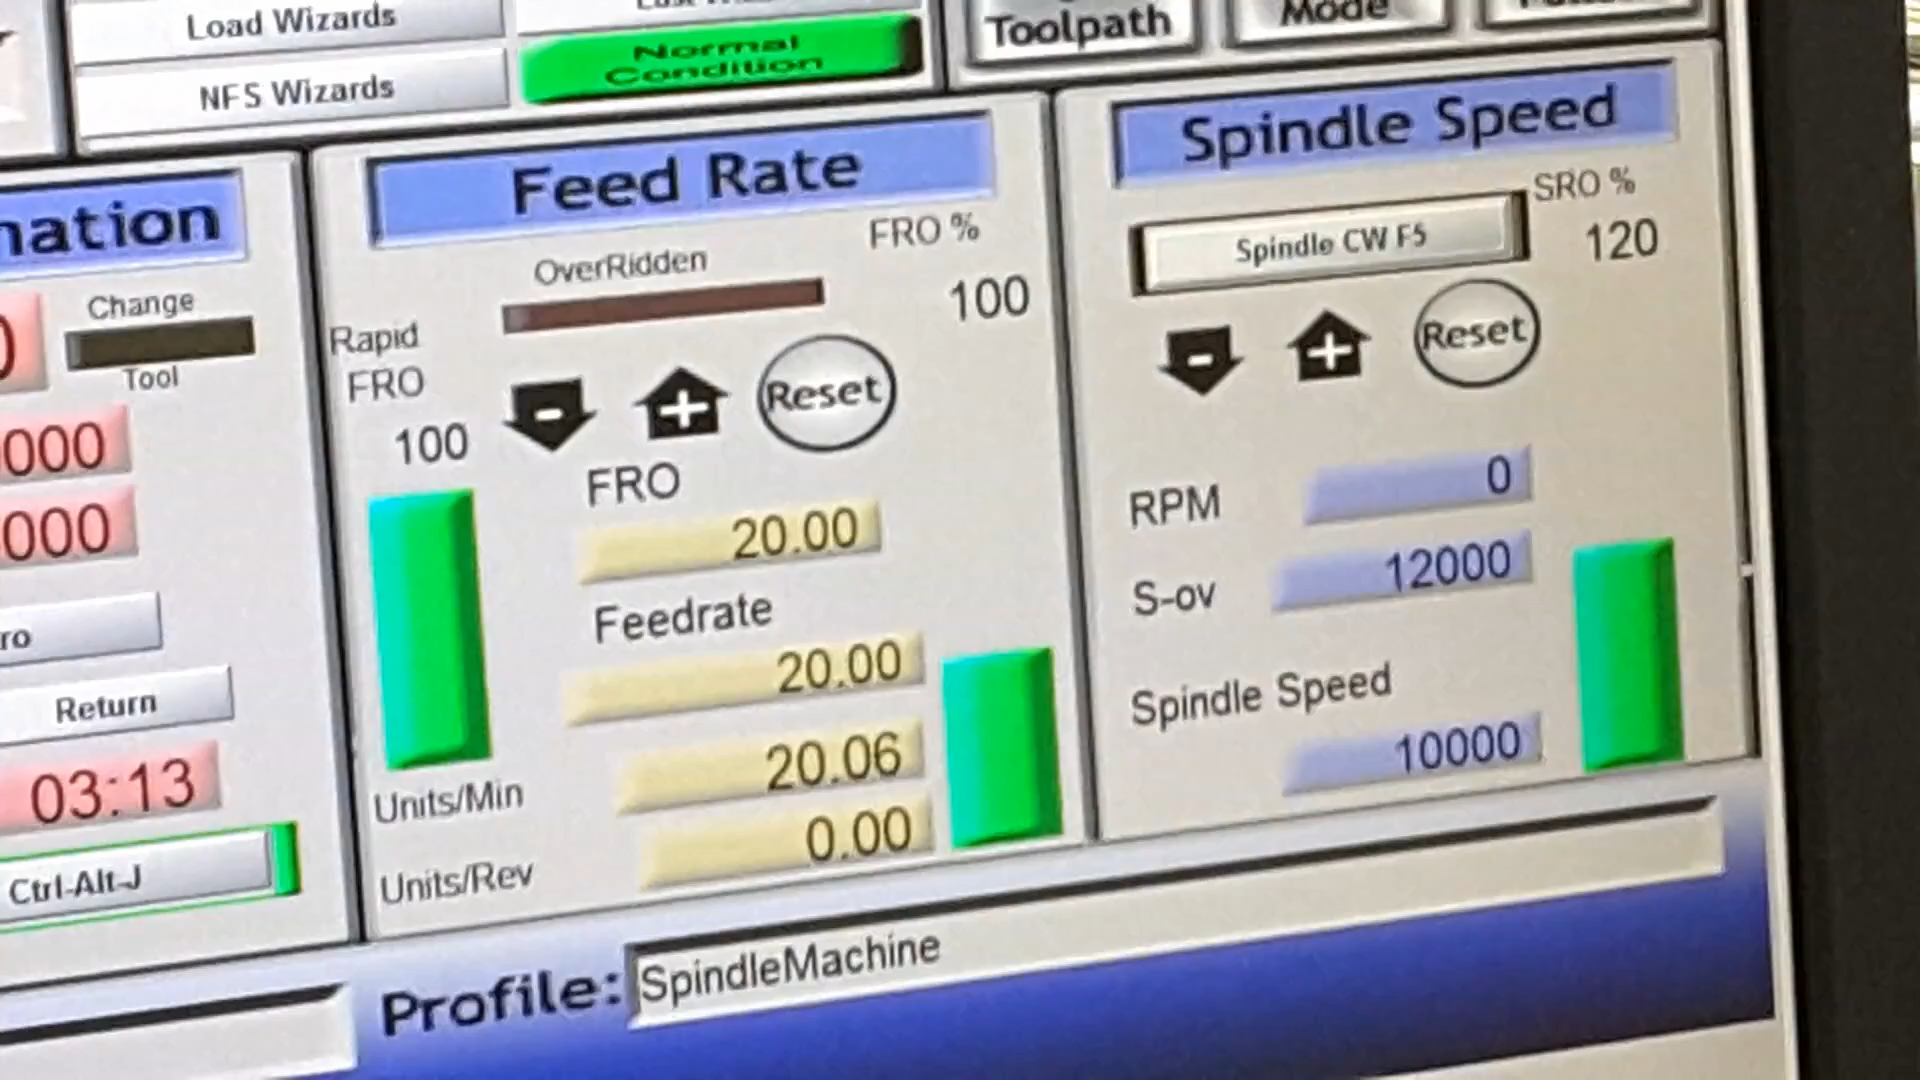 Load Wizards
NFS Wizards
Normal
Condition
Toolpath
Mode
Change
Tool
000
000
Return
03:13
Ctrl-Alt-J
Feed Rate
OverRidden
FRO %
100
Rapid
FRO
100
-
+
Reset
FRO
20.00
Feedrate
20.00
Units/Min
20.06
Units/Rev
0.00
Spindle Speed
Spindle CW F5
SRO %
120
-
+
Reset
RPM
0
S-ov
12000
Spindle Speed
10000
Profile:
SpindleMachine